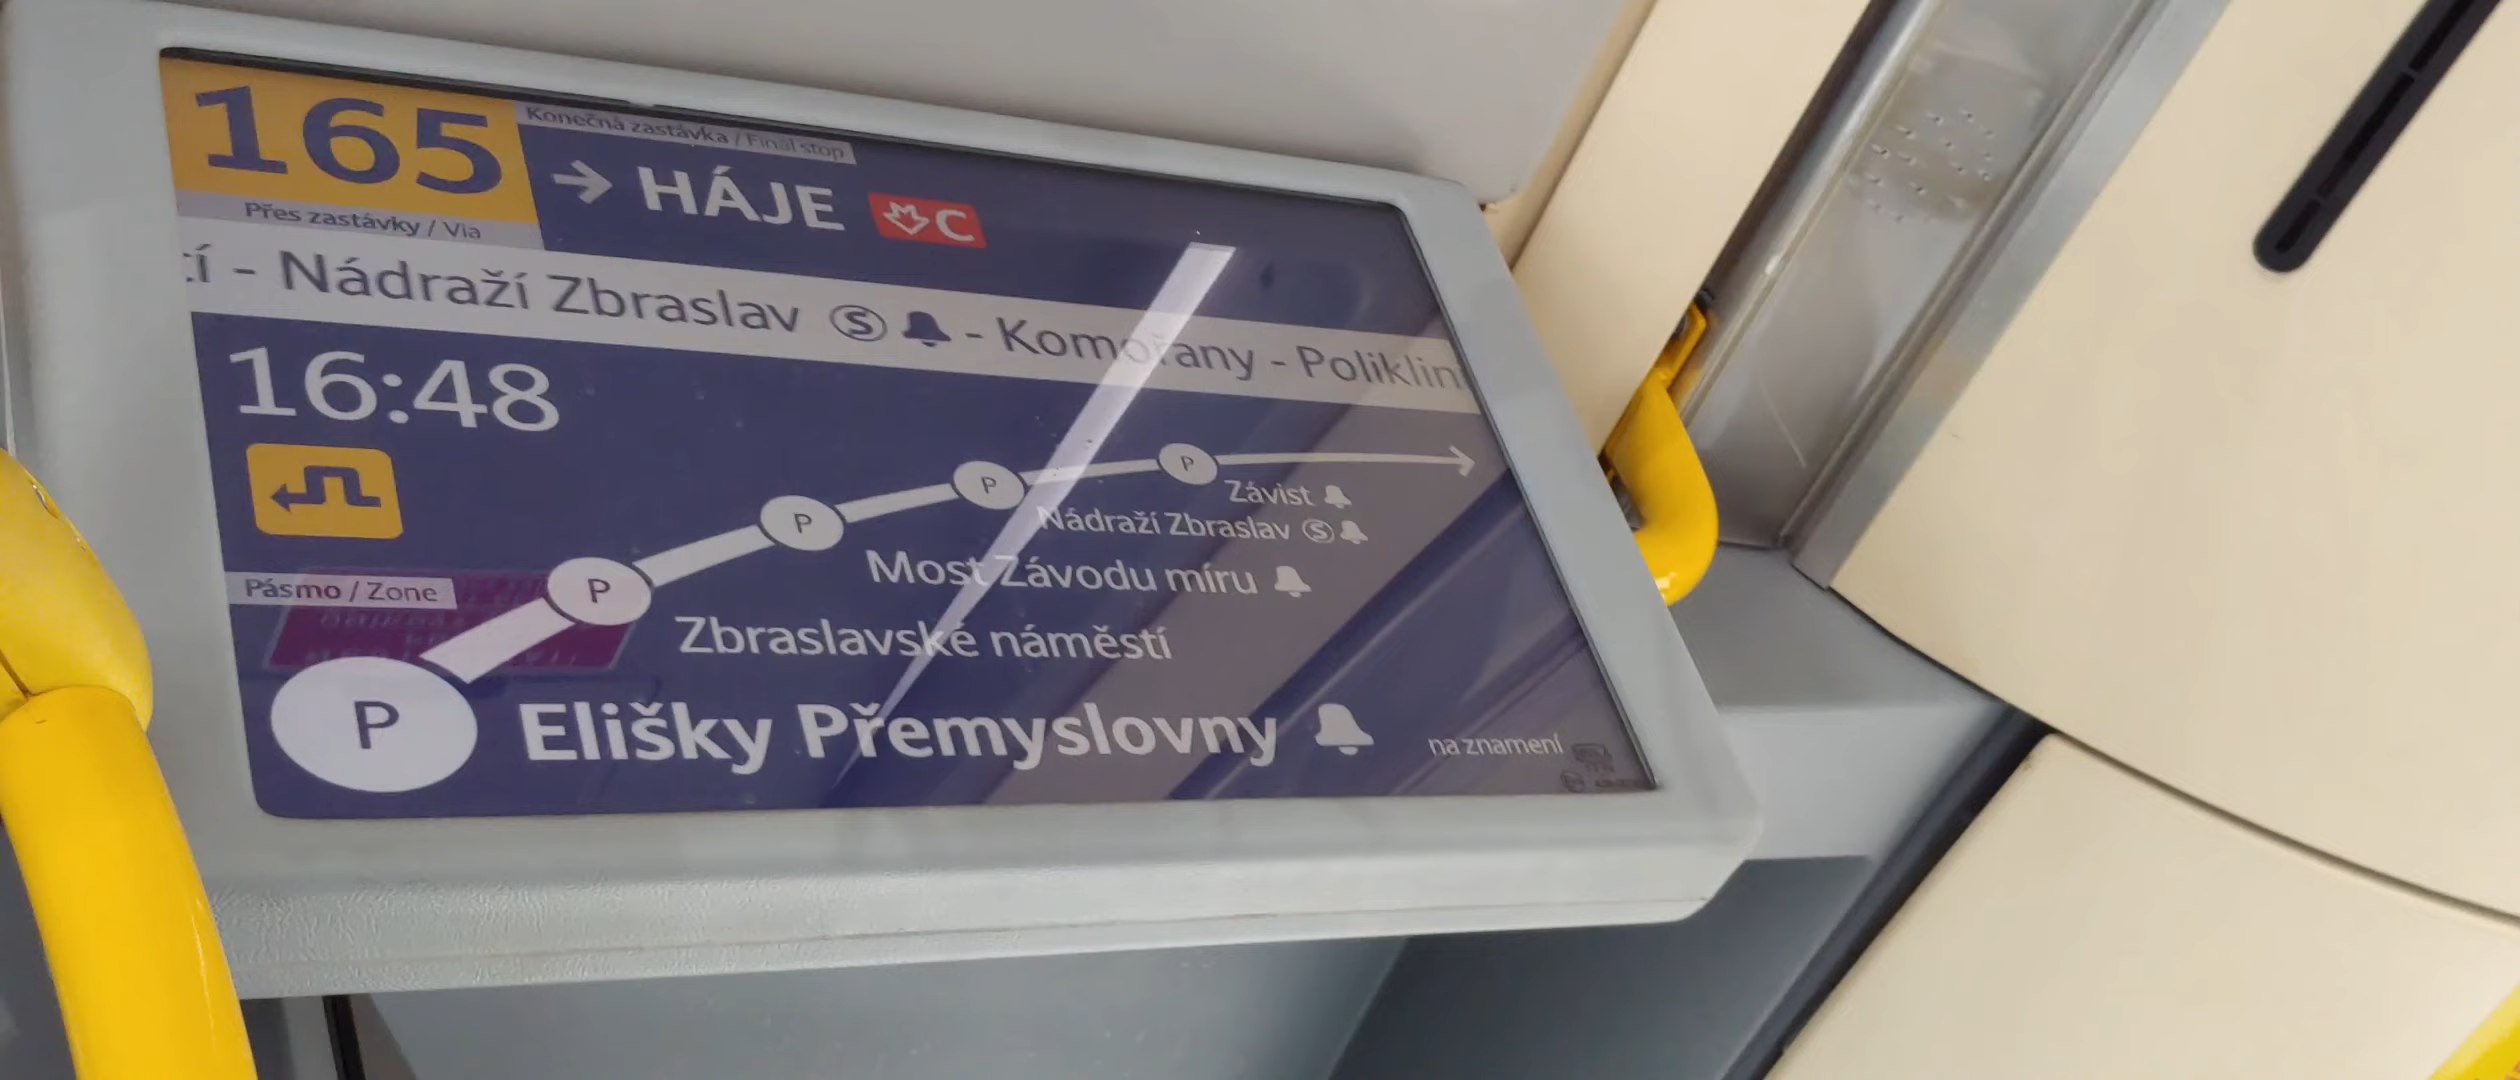 165
Konečná zastávka / Final stop
→ HÁJE C
Přes zastávky / Via
tí - Nádraží Zbraslav Ⓢ - Komořany - Poliklin
16:48
P Závist
P Nádraží Zbraslav Ⓢ
P Most Závodu míru
Pásmo / Zone
P Zbraslavské náměstí
P Elišky Přemyslovny
na znamení